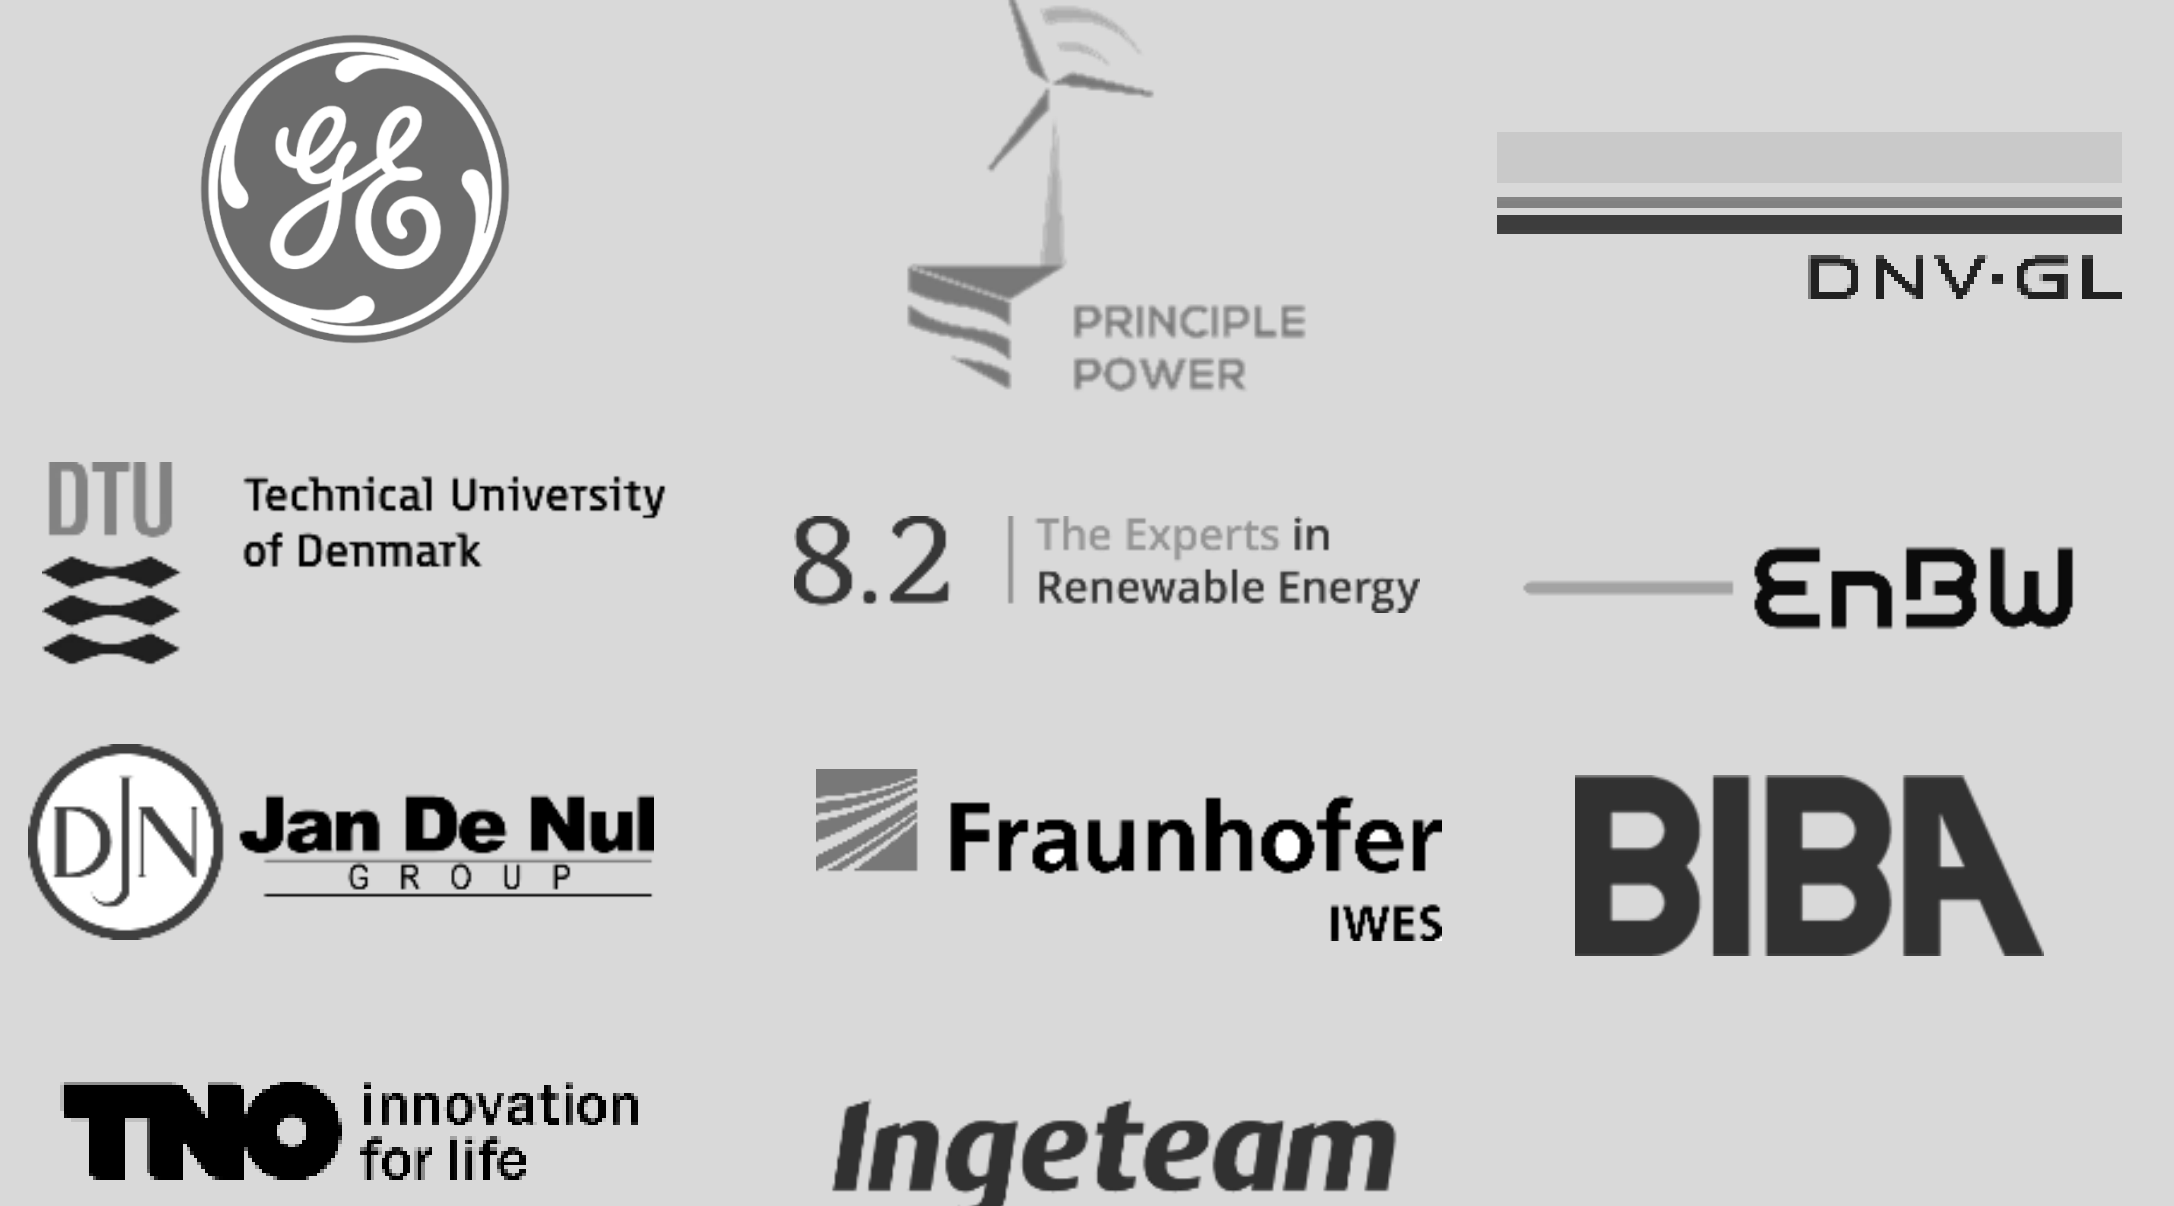 GE
PRINCIPLE
POWER
DNV·GL
DTU
Technical University
of Denmark
8.2
The Experts in
Renewable Energy
EnBW
DJN
Jan De Nul
GROUP
Fraunhofer
IWES
BIBA
TNO innovation
for life
Ingeteam